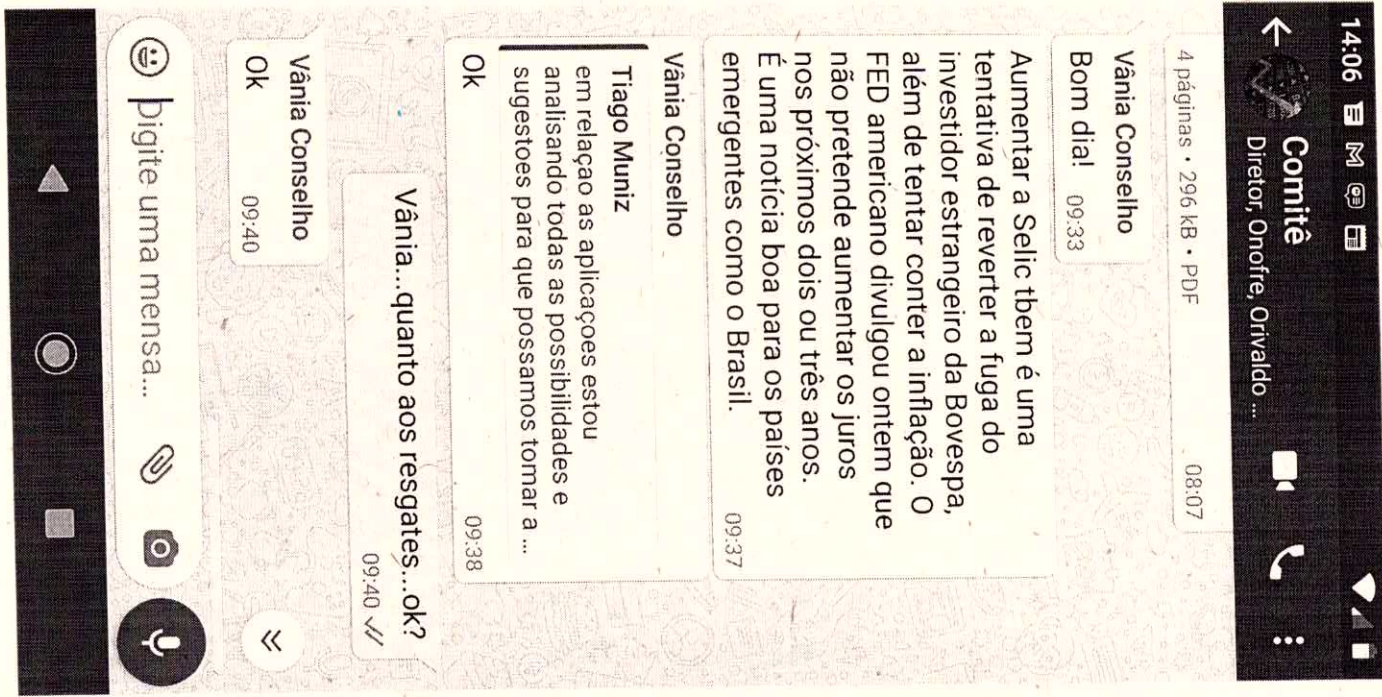 14:06
Comitê
Diretor, Onofre, Orivaldo ...
4 páginas • 296 kB • PDF
08:07
Vânia Conselho
Bom dia!
09:33
Aumentar a Selic tbem é uma
tentativa de reverter a fuga do
investidor estrangeiro da Bovespa,
além de tentar conter a inflação. O
FED americano divulgou ontem que
não pretende aumentar os juros
nos próximos dois ou três anos.
É uma notícia boa para os países
emergentes como o Brasil.
09:37
Vânia Conselho
Tiago Muniz
em relaçao as aplicaçoes estou
analisando todas as possibilidades e
sugestoes para que possamos tomar a ...
Ok
09:38
Vânia...quanto aos resgates...ok?
09:40
Vânia Conselho
Ok
09:40
Digite uma mensa...